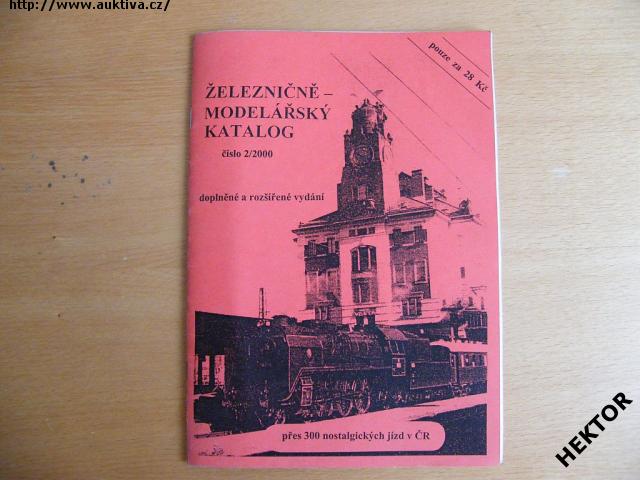 http://www.auktiva.cz/
pouze za 28 Kč
ŽELEZNIČNĚ –
MODELÁŘSKÝ
KATALOG
číslo 2/2000
doplněné a rozšířené vydání
přes 300 nostalgických jízd v ČR
HEKTOR